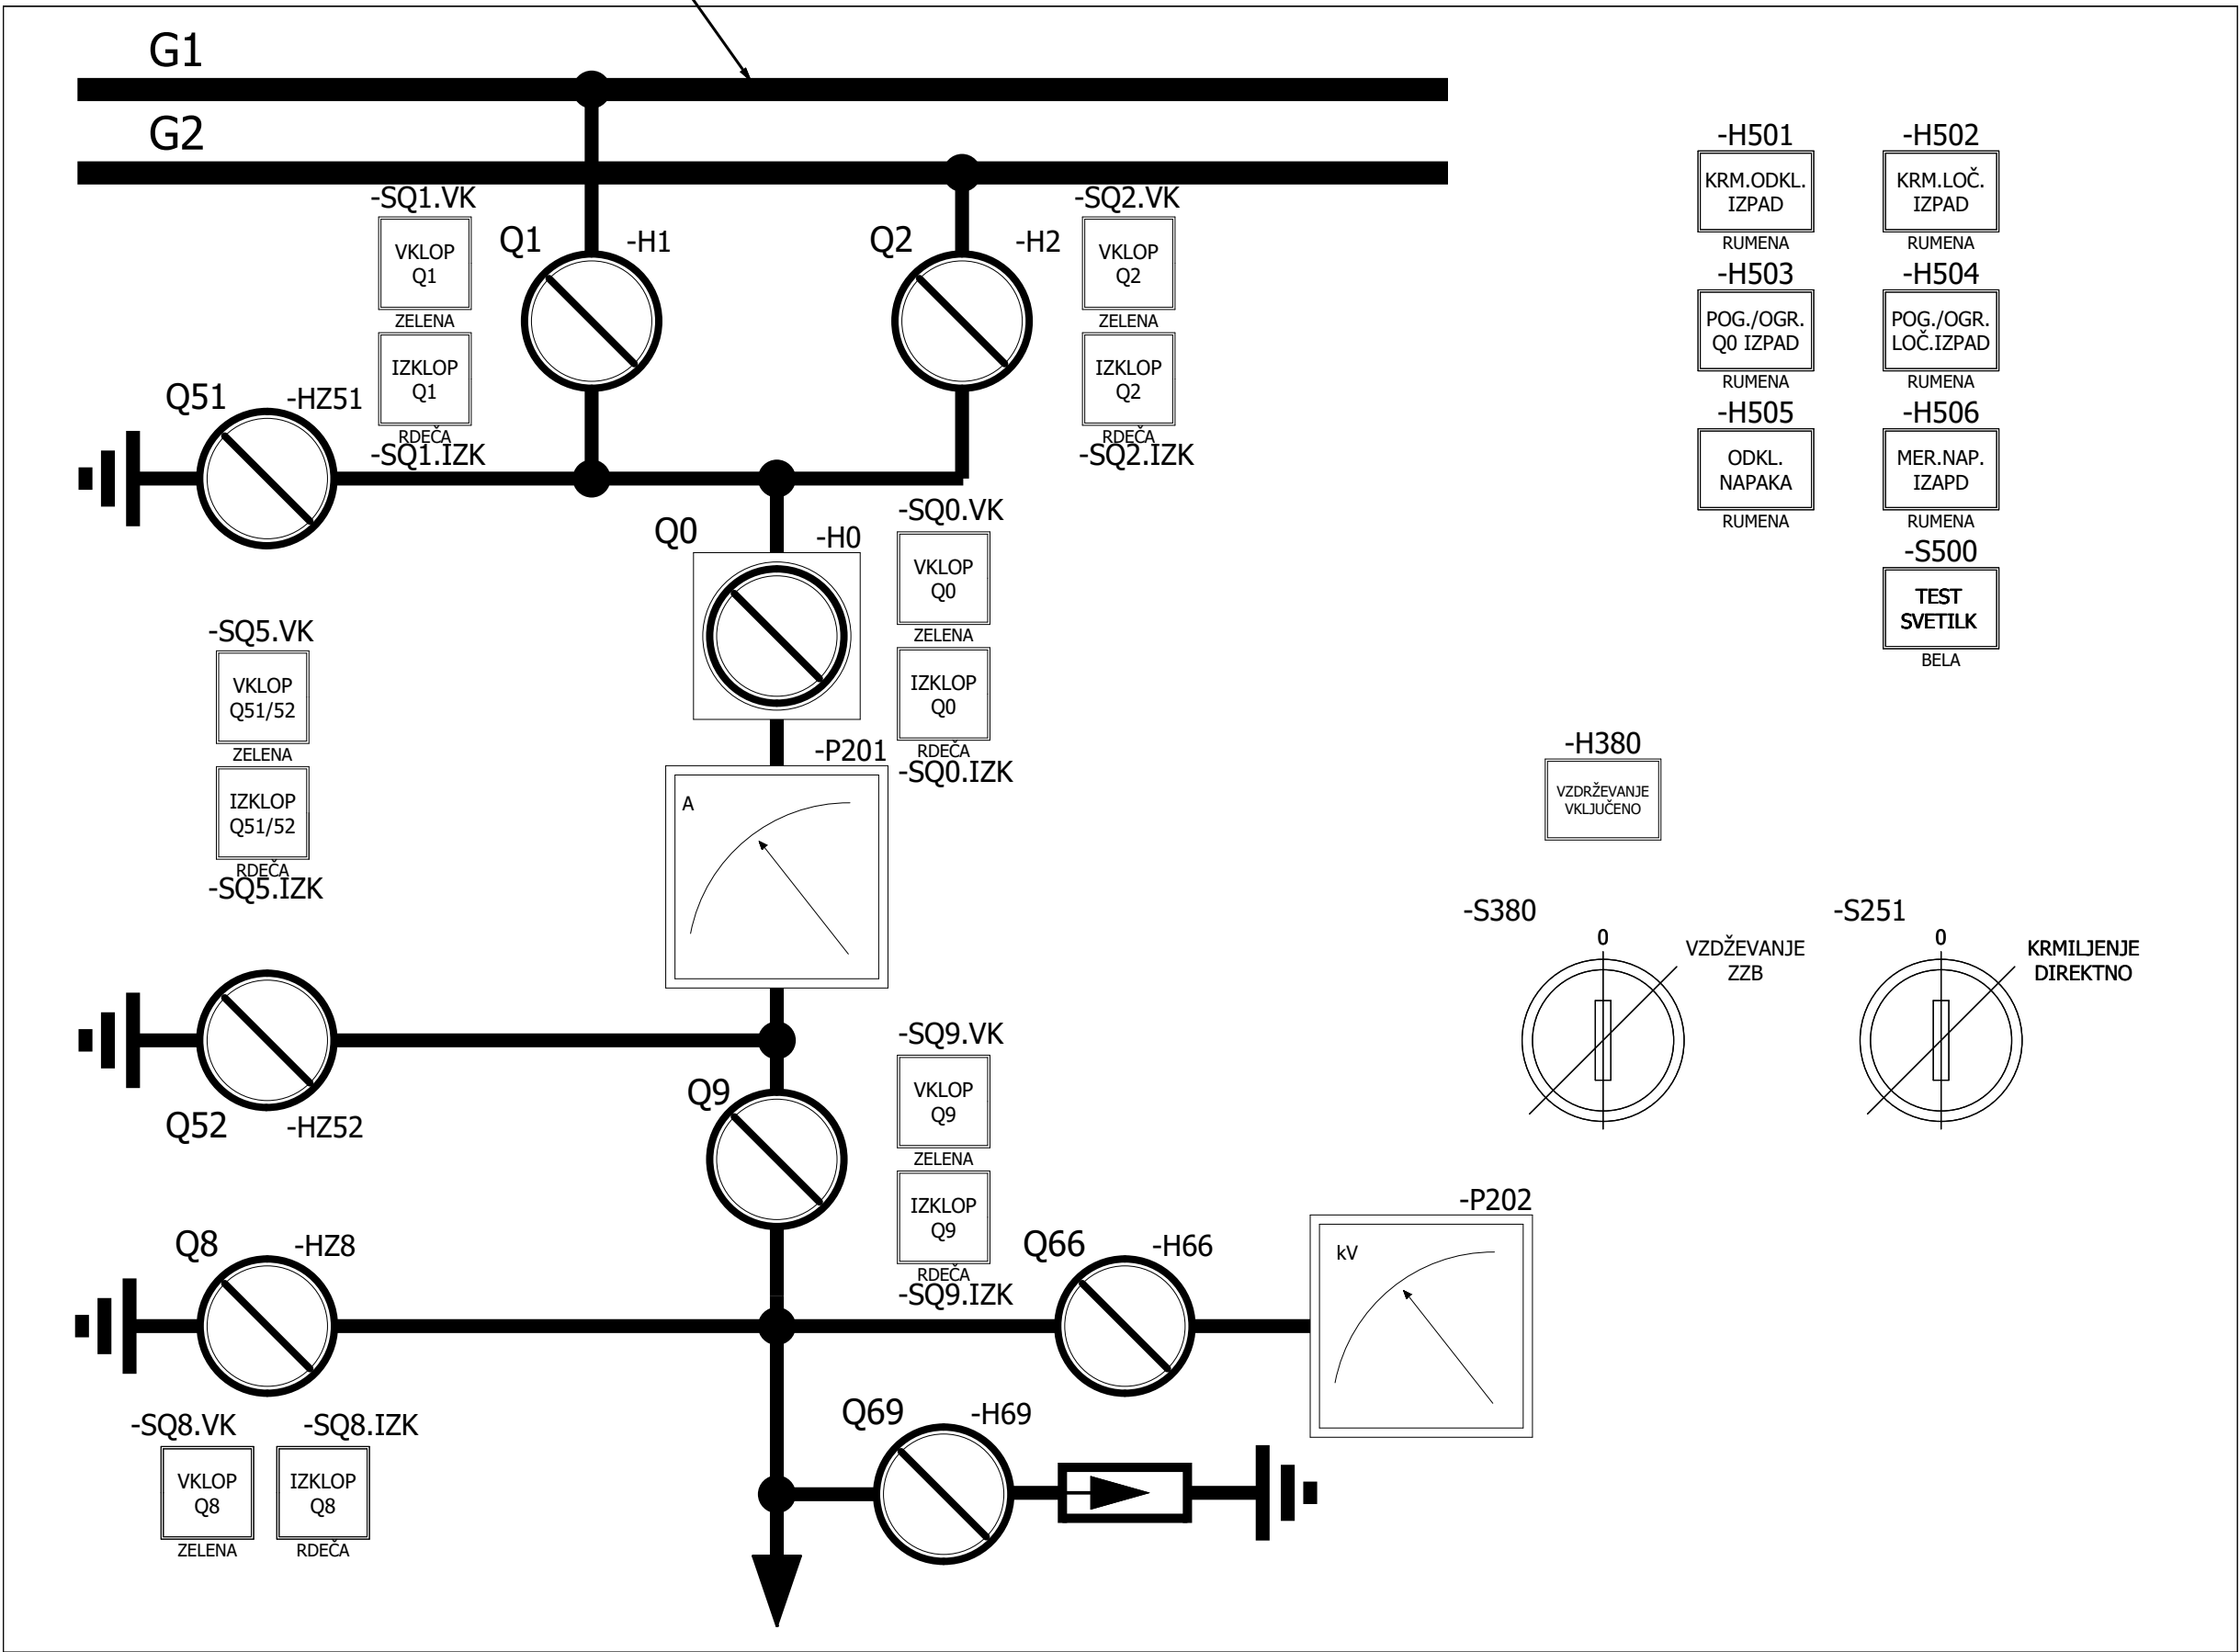 G1
G2
-SQ1.VK
VKLOP
Q1
ZELENA
IZKLOP
Q1
RDEČA
-SQ1.IZK
Q1
-H1
Q2
-H2
-SQ2.VK
VKLOP
Q2
ZELENA
IZKLOP
Q2
RDEČA
-SQ2.IZK
-H501
KRM.ODKL.
IZPAD
RUMENA
-H502
KRM.LOČ.
IZPAD
RUMENA
-H503
POG./OGR.
Q0 IZPAD
RUMENA
-H504
POG./OGR.
LOČ.IZPAD
RUMENA
-H505
ODKL.
NAPAKA
RUMENA
-H506
MER.NAP.
IZAPD
RUMENA
-S500
TEST
SVETILK
BELA
Q51
-HZ51
Q0
-H0
-SQ0.VK
VKLOP
Q0
ZELENA
IZKLOP
Q0
RDEČA
-SQ0.IZK
-SQ5.VK
VKLOP
Q51/52
ZELENA
IZKLOP
Q51/52
RDEČA
-SQ5.IZK
-P201
A
-H380
VZDRŽEVANJE
VKLJUČENO
-S380
0
VZDŽEVANJE
ZZB
-S251
0
KRMILJENJE
DIREKTNO
Q52
-HZ52
Q9
-SQ9.VK
VKLOP
Q9
ZELENA
IZKLOP
Q9
RDEČA
-SQ9.IZK
Q8
-HZ8
Q66
-H66
-P202
kV
-SQ8.VK
VKLOP
Q8
ZELENA
-SQ8.IZK
IZKLOP
Q8
RDEČA
Q69
-H69